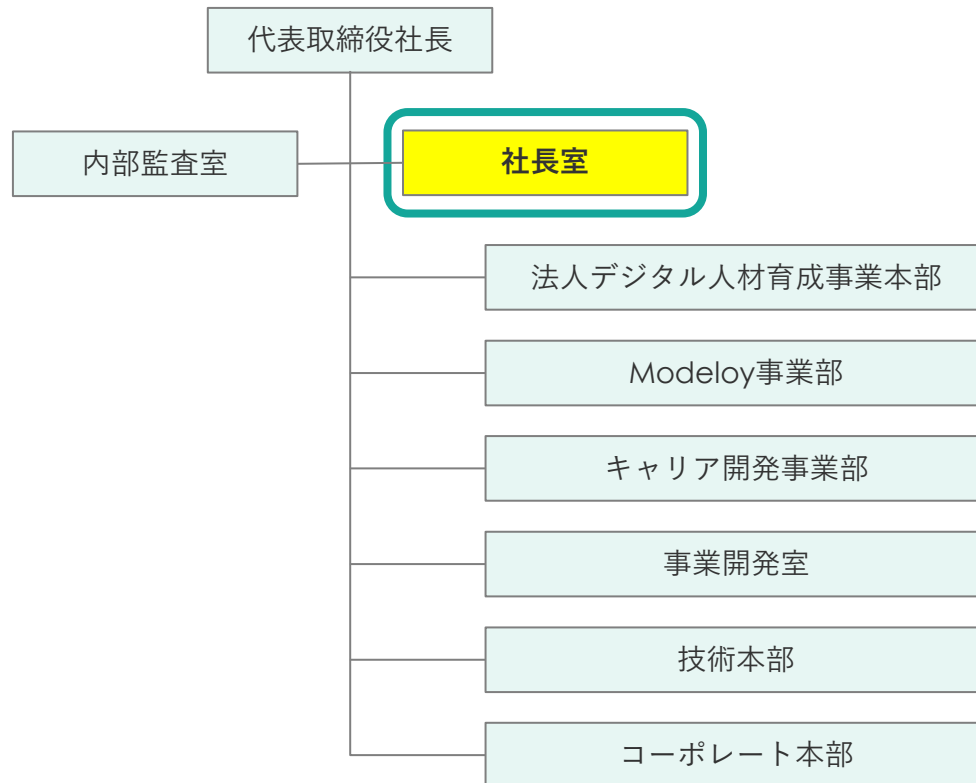 代表取締役社長
内部監査室
社長室
法人デジタル人材育成事業本部
Modeloy事業部
キャリア開発事業部
事業開発室
技術本部
コーポレート本部